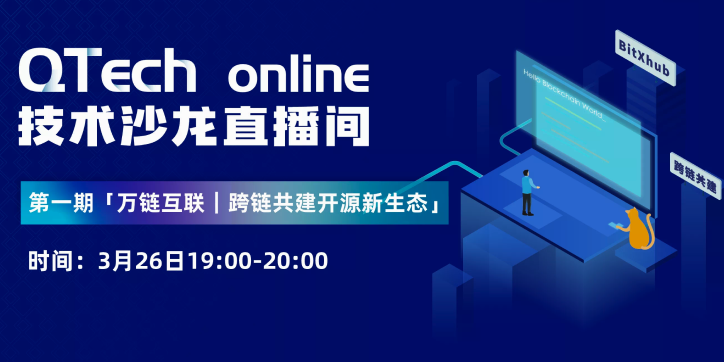 QTech online
技术沙龙直播间
第一期「万链互联｜跨链共建开源新生态」
时间：3月26日19:00-20:00
BitXhub
Hello Blockchain World_
跨链共建